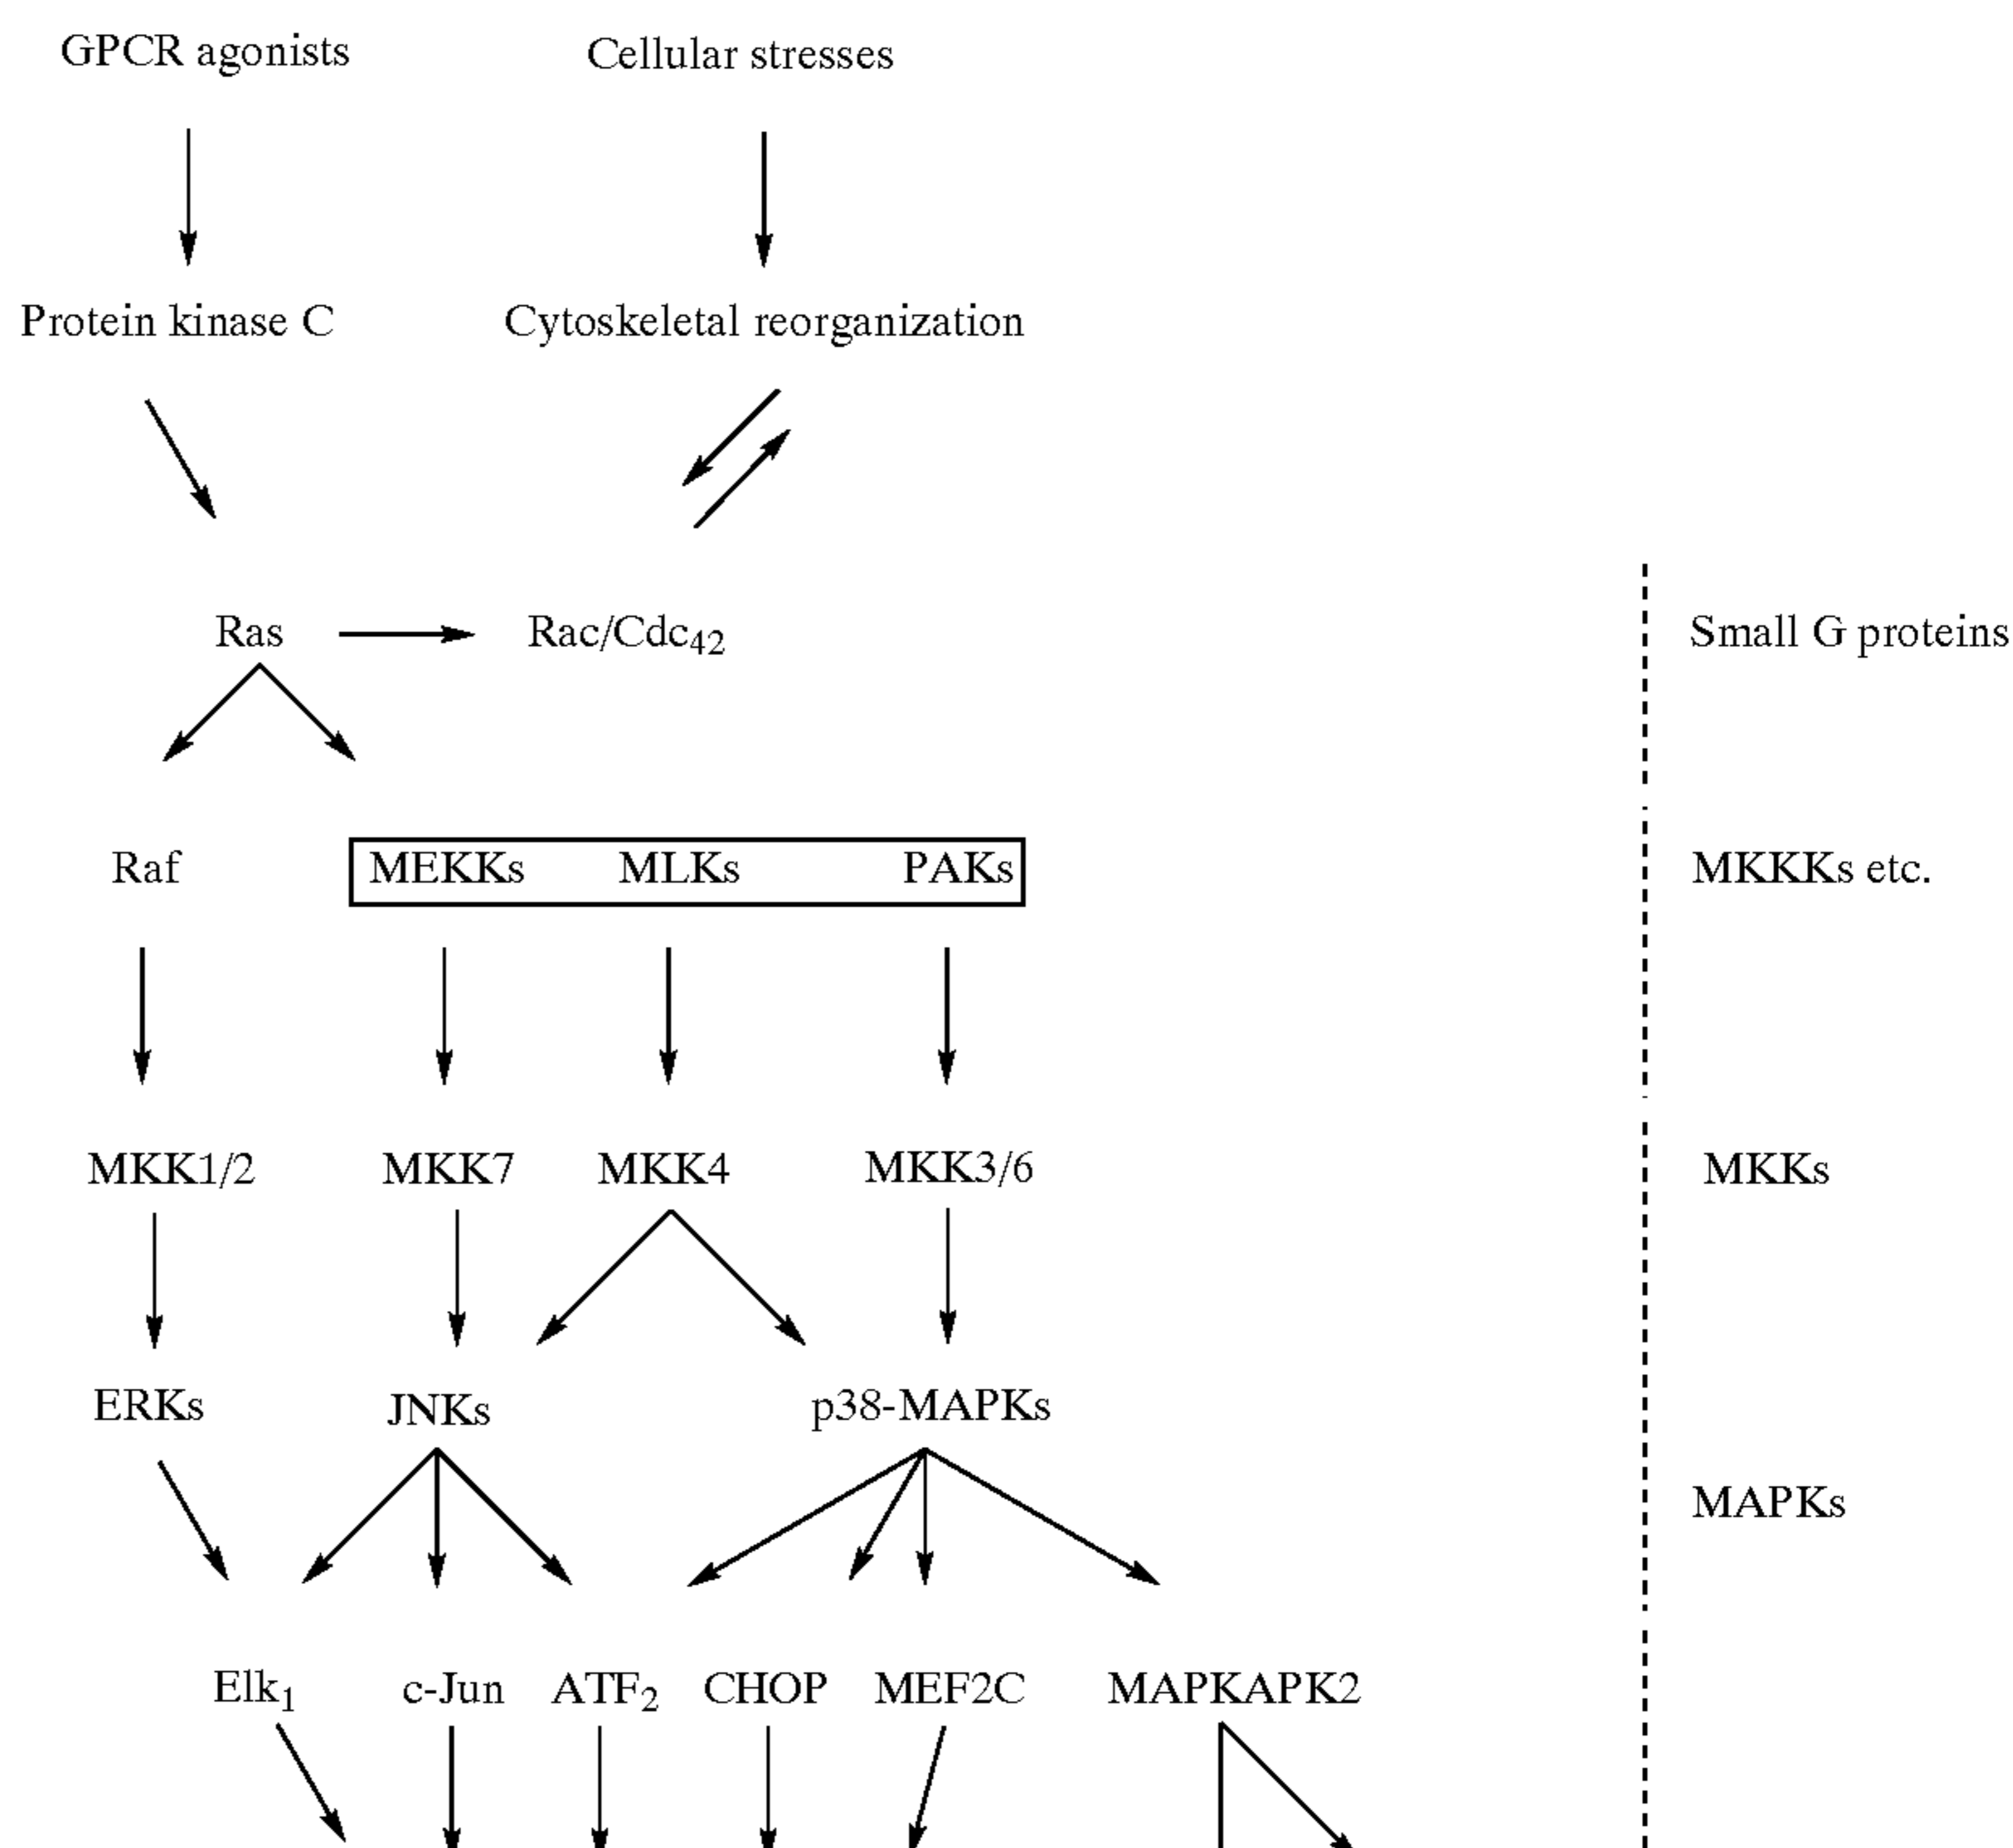 GPCR agonists Cellular stresses
Protein kinase C Cytoskeletal reorganization
Ras Rac/Cdc42 Small G proteins
Raf MEKKs MLKs PAKs MKKKs etc.
MKK1/2 MKK7 MKK4 MKK3/6 MKKs
ERKs JNKs p38-MAPKs
MAPKs
Elk1 c-Jun ATF2 CHOP MEF2C MAPKAPK2